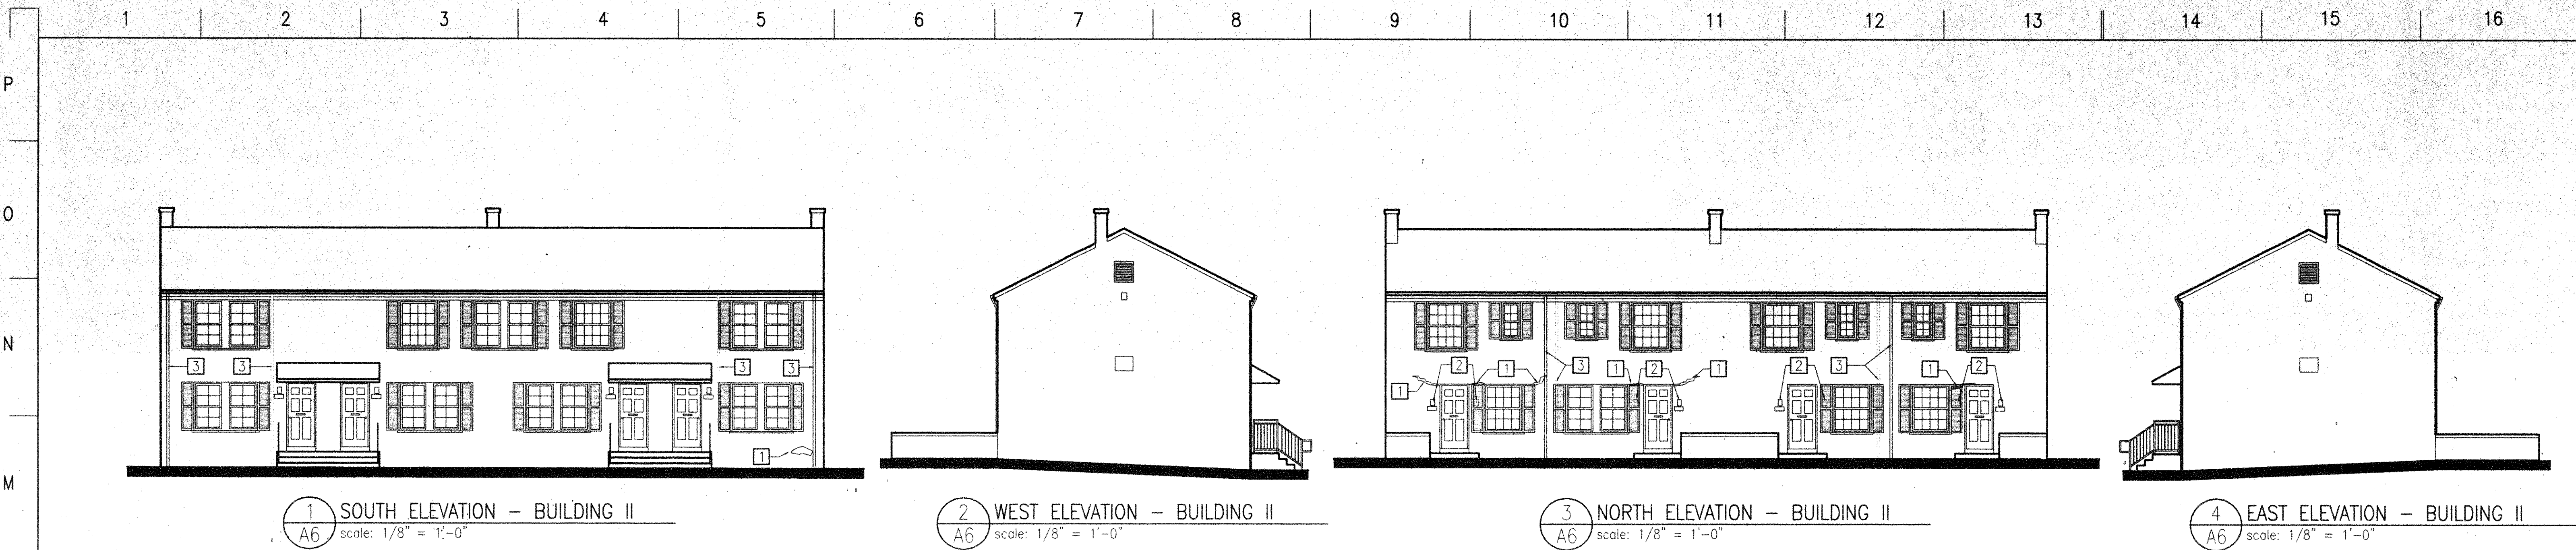 1 2 3 4 5 6 7 8 9 10 11 12 13 14 15 16
P
O
N
M
3 3 3 3
1
2 1 3 1 2 1 2 3 1 2
1
1 SOUTH ELEVATION – BUILDING II
A6 scale: 1/8" = 1'-0"
2 WEST ELEVATION – BUILDING II
A6 scale: 1/8" = 1'-0"
3 NORTH ELEVATION – BUILDING II
A6 scale: 1/8" = 1'-0"
4 EAST ELEVATION – BUILDING II
A6 scale: 1/8" = 1'-0"